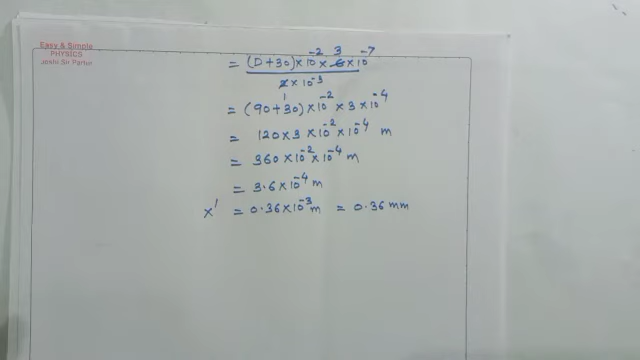 Easy & Simple
PHYSICS
Joshi Sir Parbhani
= (D+30)×10⁻² × 6̶ 3 ×10⁻⁷
2̶ × 10⁻³
1
= (90+30)×10⁻² × 3 × 10⁻⁴
= 120×3 × 10⁻² × 10⁻⁴ m
= 360×10⁻² × 10⁻⁴ m
= 3.6×10⁻⁴ m
x' = 0.36×10⁻³ m = 0.36 mm